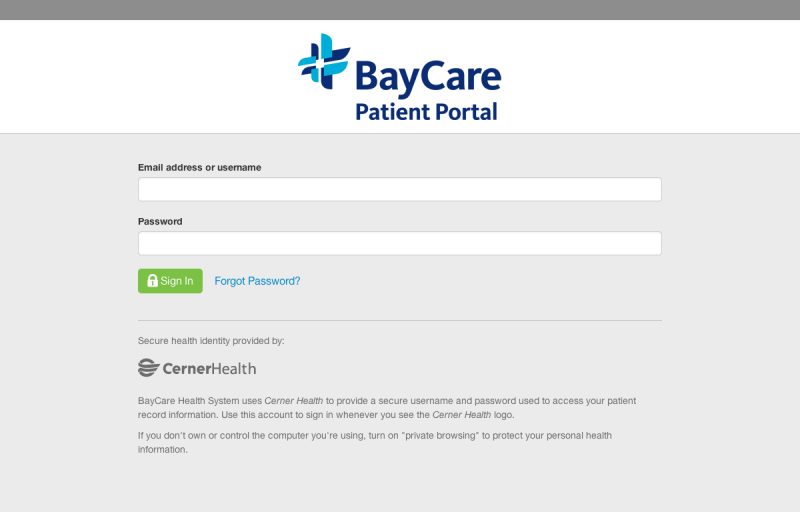 BayCare
Patient Portal
Email address or username
Password
Sign In
Forgot Password?
Secure health identity provided by:
CernerHealth
BayCare Health System uses Cerner Health to provide a secure username and password used to access your patient
record information. Use this account to sign in whenever you see the Cerner Health logo.
If you don't own or control the computer you're using, turn on "private browsing" to protect your personal health
information.